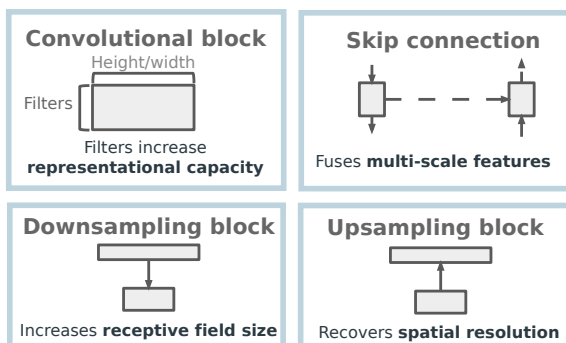 Convolutional block
Height/width
Filters
Filters increase
representational capacity
Skip connection
Fuses multi-scale features
Downsampling block
Increases receptive field size
Upsampling block
Recovers spatial resolution